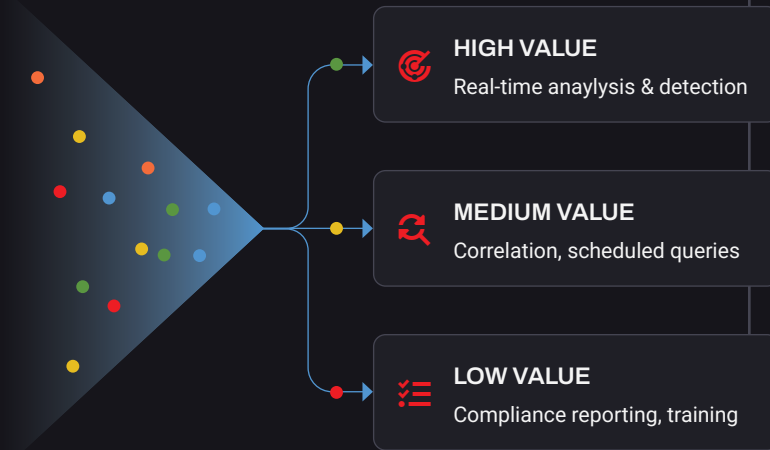 HIGH VALUE
Real-time anaylysis & detection
MEDIUM VALUE
Correlation, scheduled queries
LOW VALUE
Compliance reporting, training